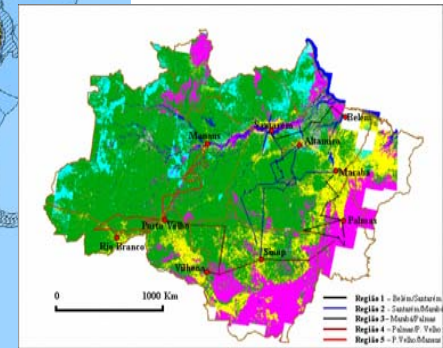 Belém
Santarém
Manaus
Altamira
Marabá
Porto Velho
Palmas
Rio Branco
Sinop
Vilhena
0 1000 Km
Região 1 – Belém/Santarém
Região 2 – Santarém/Marabá
Região 3 – Marabá/Palmas
Região 4 – Palmas/P. Velho
Região 5 – P.Velho/Manaus